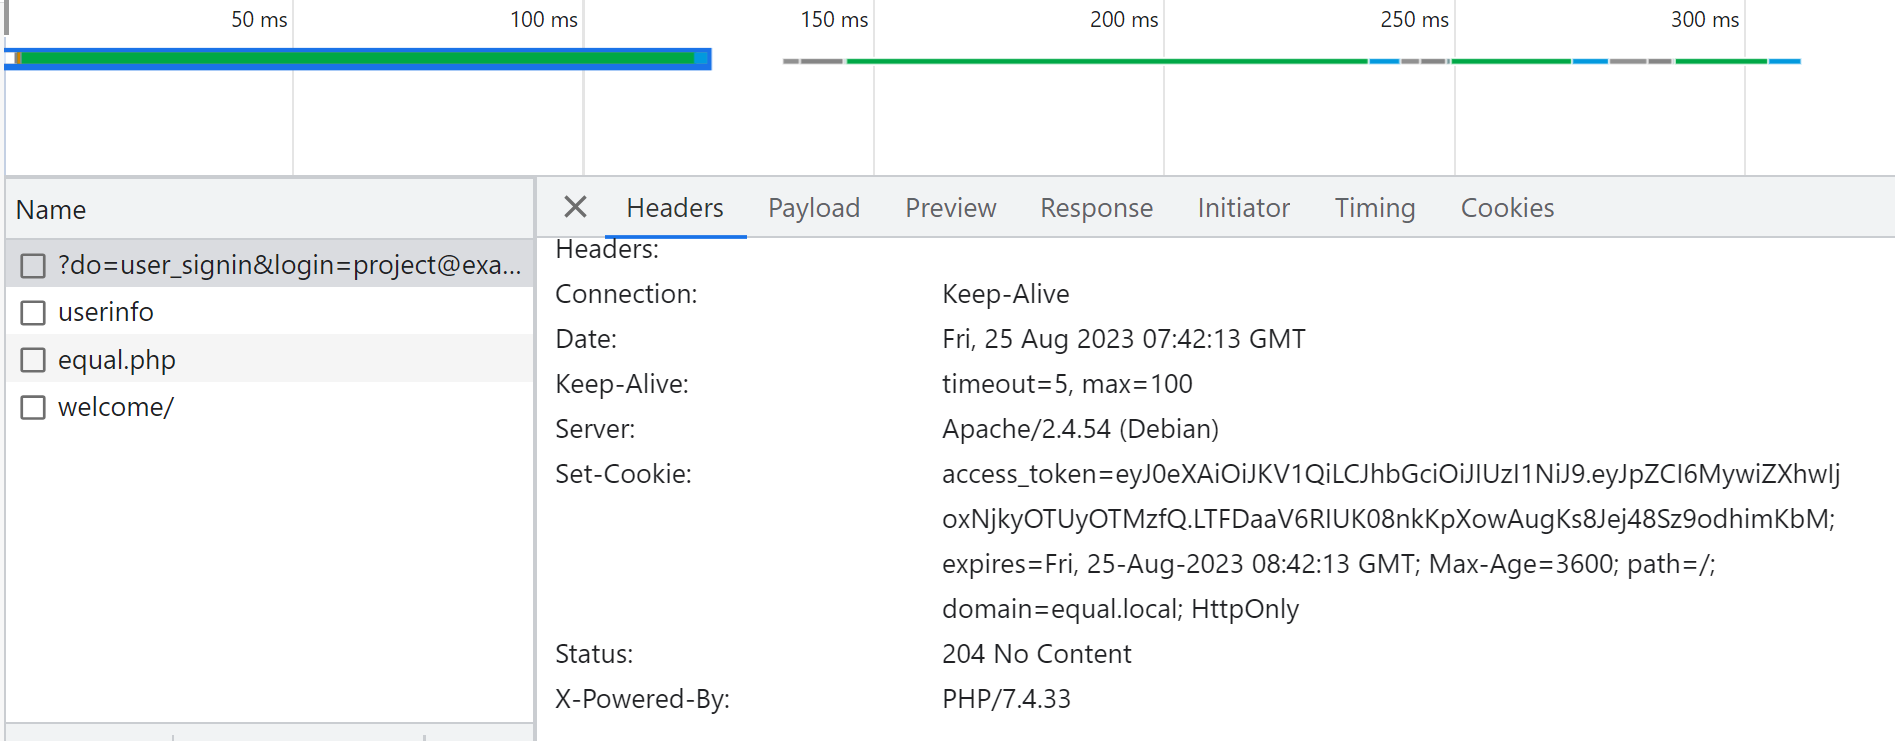 50 ms 100 ms 150 ms 200 ms 250 ms 300 ms
Name
?do=user_signin&login=project@exa...
userinfo
equal.php
welcome/
Headers Payload Preview Response Initiator Timing Cookies
Headers:
Connection: Keep-Alive
Date: Fri, 25 Aug 2023 07:42:13 GMT
Keep-Alive: timeout=5, max=100
Server: Apache/2.4.54 (Debian)
Set-Cookie: access_token=eyJ0eXAiOiJKV1QiLCJhbGciOiJIUzI1NiJ9.eyJpZCI6MywiZXhwIj
oxNjkyOTUyOTMzfQ.LTFDaaV6RlUK08nkKpXowAugKs8Jej48Sz9odhimKbM;
expires=Fri, 25-Aug-2023 08:42:13 GMT; Max-Age=3600; path=/;
domain=equal.local; HttpOnly
Status: 204 No Content
X-Powered-By: PHP/7.4.33